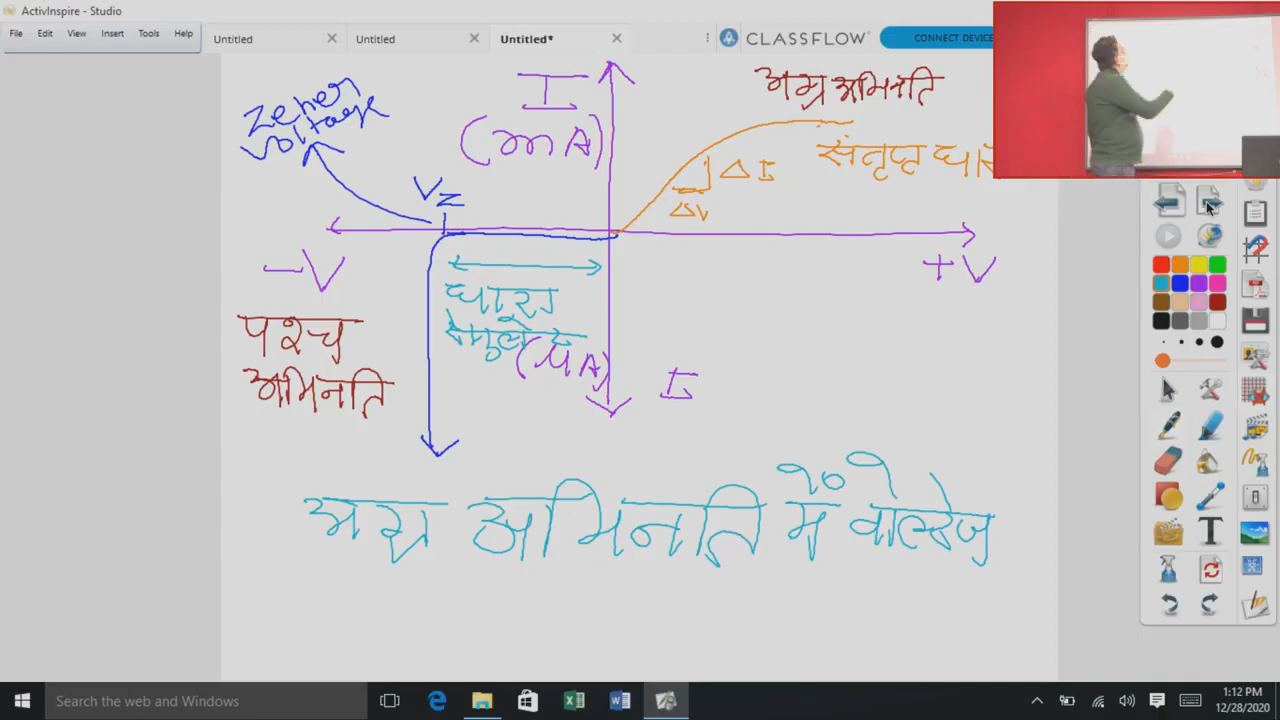 ActivInspire - Studio
File Edit View Insert Tools Help
Untitled
Untitled
Untitled*
CLASSFLOW
CONNECT DEVICE
Zener
voltage
I
(mA)
अग्र अभिनति
संतृप्त
ΔI
ΔV
VZ
-V
+V
धारा
(μA)
I
पश्च
अभिनति
अग्र अभिनति में वोल्टेज
Search the web and Windows
1:12 PM
12/28/2020